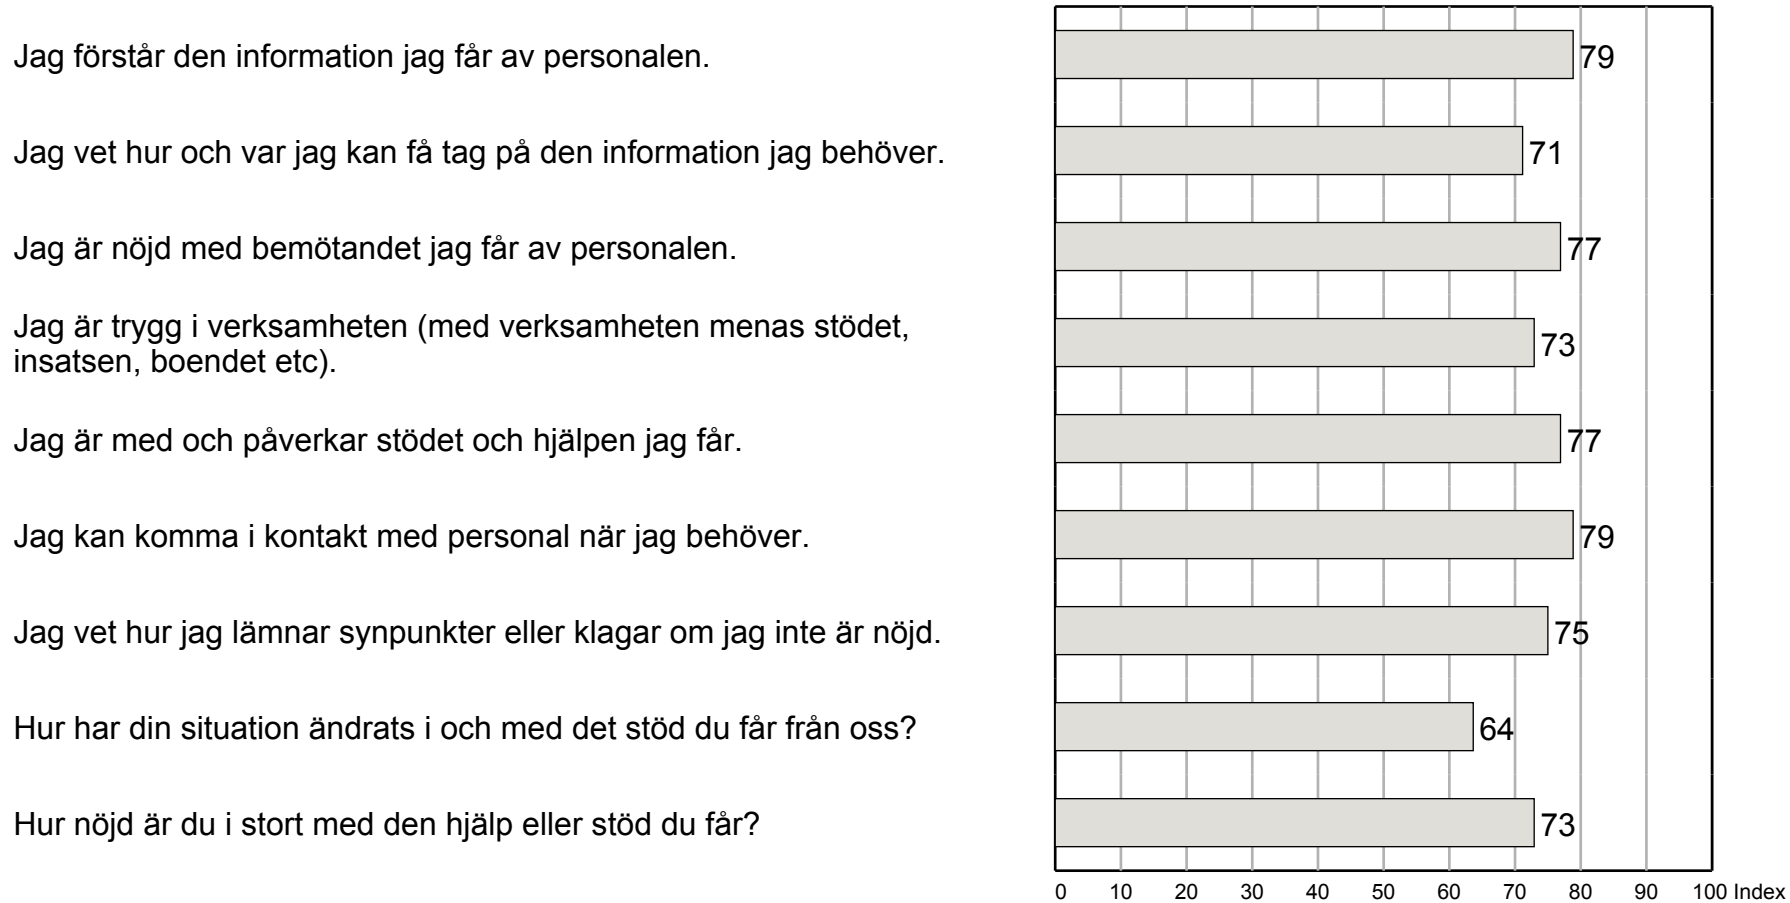 Jag förstår den information jag får av personalen.
79
Jag vet hur och var jag kan få tag på den information jag behöver.
71
Jag är nöjd med bemötandet jag får av personalen.
77
Jag är trygg i verksamheten (med verksamheten menas stödet,
insatsen, boendet etc).
73
Jag är med och påverkar stödet och hjälpen jag får.
77
Jag kan komma i kontakt med personal när jag behöver.
79
Jag vet hur jag lämnar synpunkter eller klagar om jag inte är nöjd.
75
Hur har din situation ändrats i och med det stöd du får från oss?
64
Hur nöjd är du i stort med den hjälp eller stöd du får?
73
0 10 20 30 40 50 60 70 80 90 100 Index